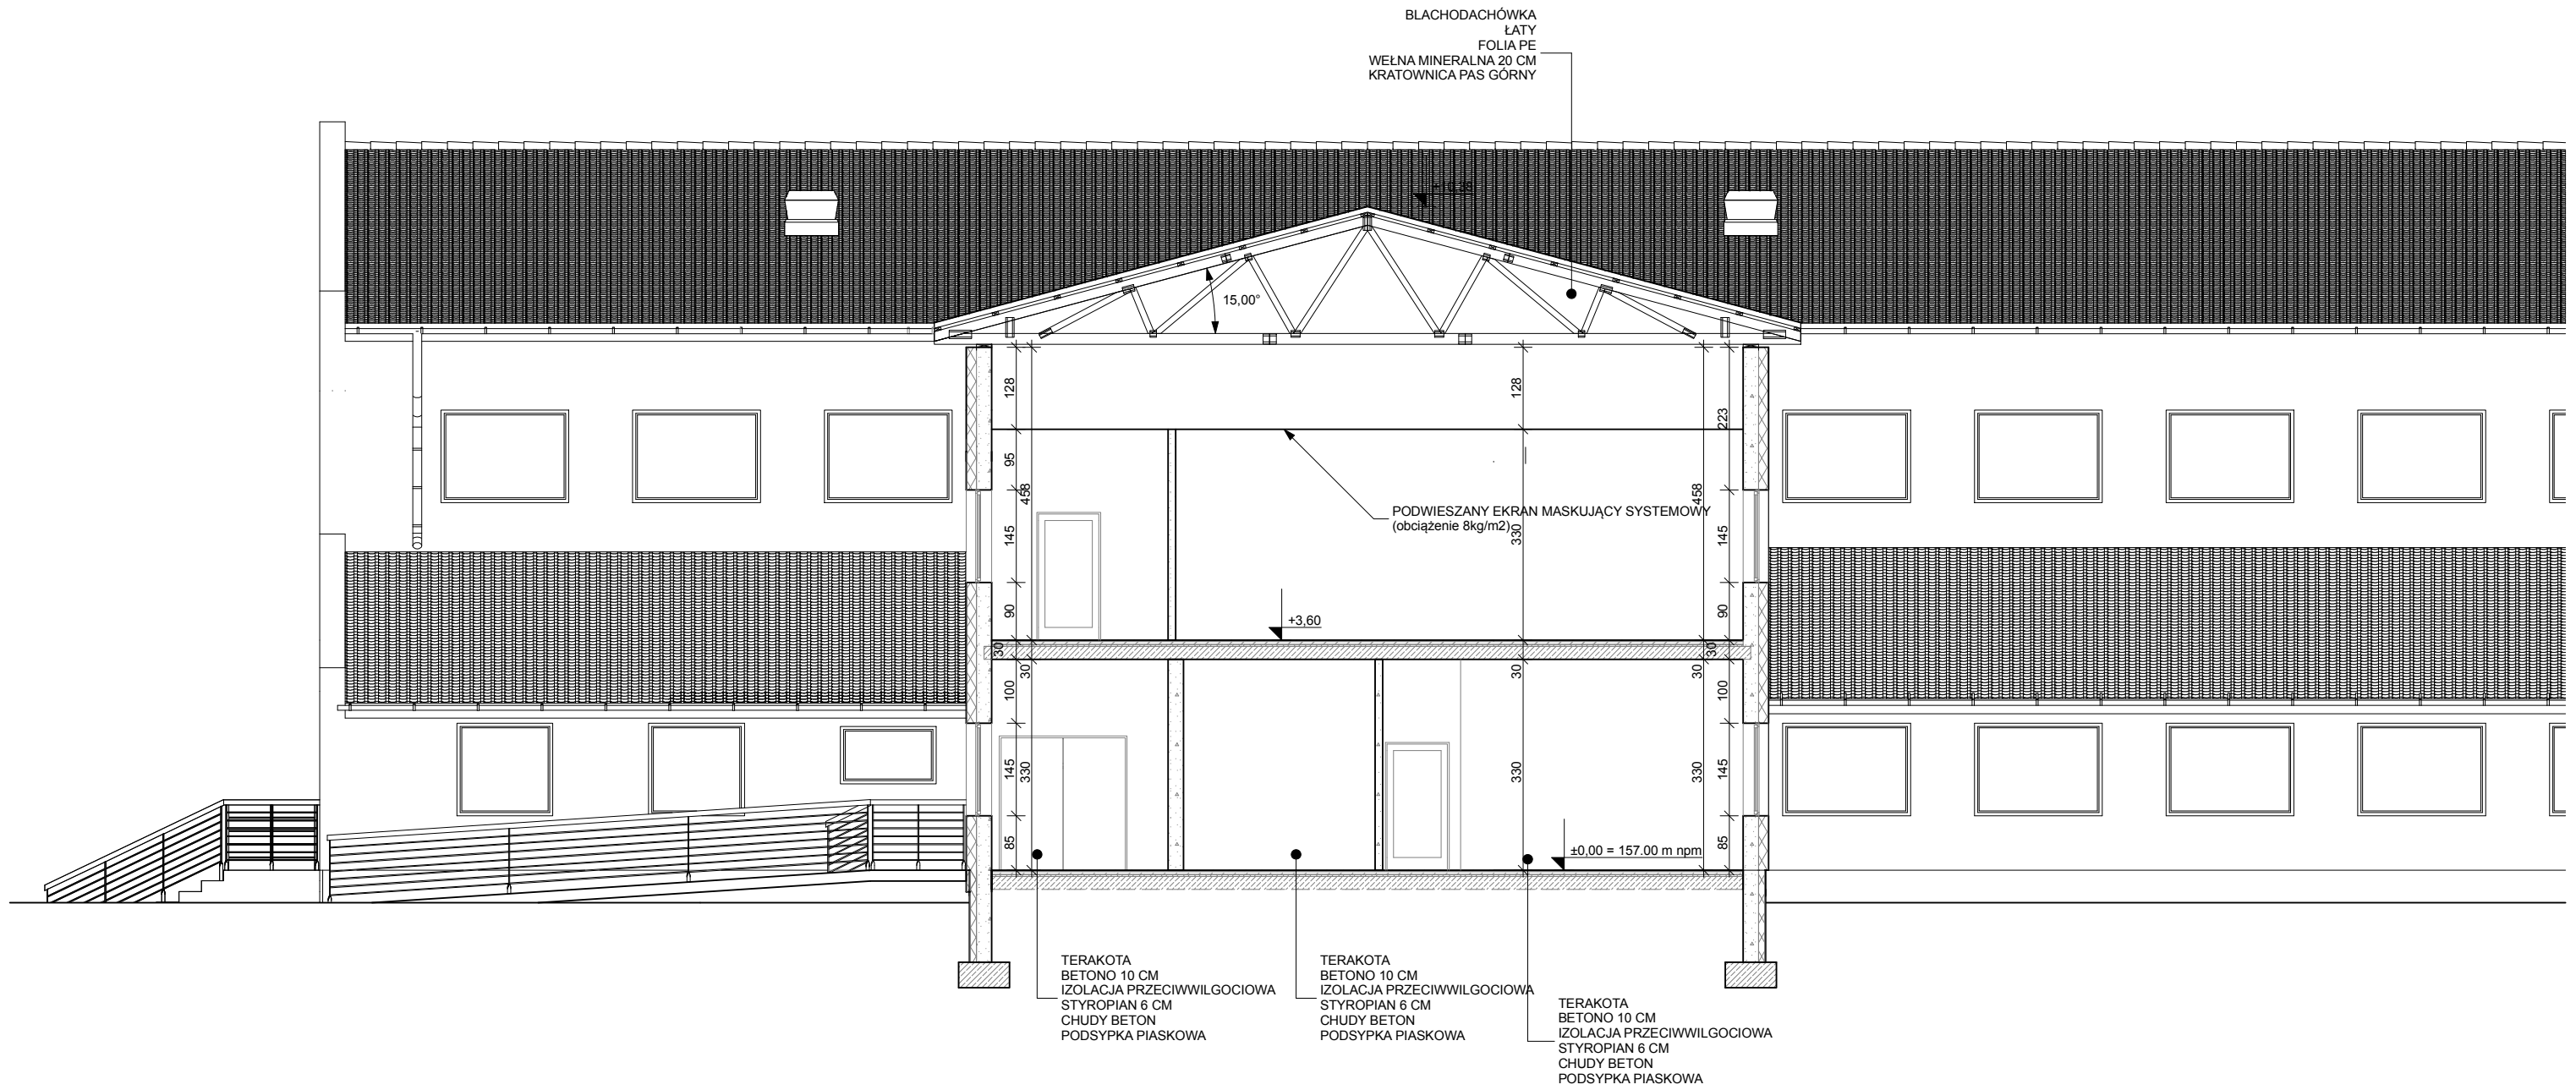 BLACHODACHÓWKA
ŁATY
FOLIA PE
WEŁNA MINERALNA 20 CM
KRATOWNICA PAS GÓRNY
15,00°
128
128
223
95
458
458
PODWIESZANY EKRAN MASKUJĄCY SYSTEMOWY
(obciążenie 8kg/m2)
145
330
145
90
90
+3,60
30
30
30
30
30
100
100
145
330
330
330
145
85
85
±0,00 = 157.00 m npm
TERAKOTA
BETONO 10 CM
IZOLACJA PRZECIWWILGOCIOWA
STYROPIAN 6 CM
CHUDY BETON
PODSYPKA PIASKOWA
TERAKOTA
BETONO 10 CM
IZOLACJA PRZECIWWILGOCIOWA
STYROPIAN 6 CM
CHUDY BETON
PODSYPKA PIASKOWA
TERAKOTA
BETONO 10 CM
IZOLACJA PRZECIWWILGOCIOWA
STYROPIAN 6 CM
CHUDY BETON
PODSYPKA PIASKOWA